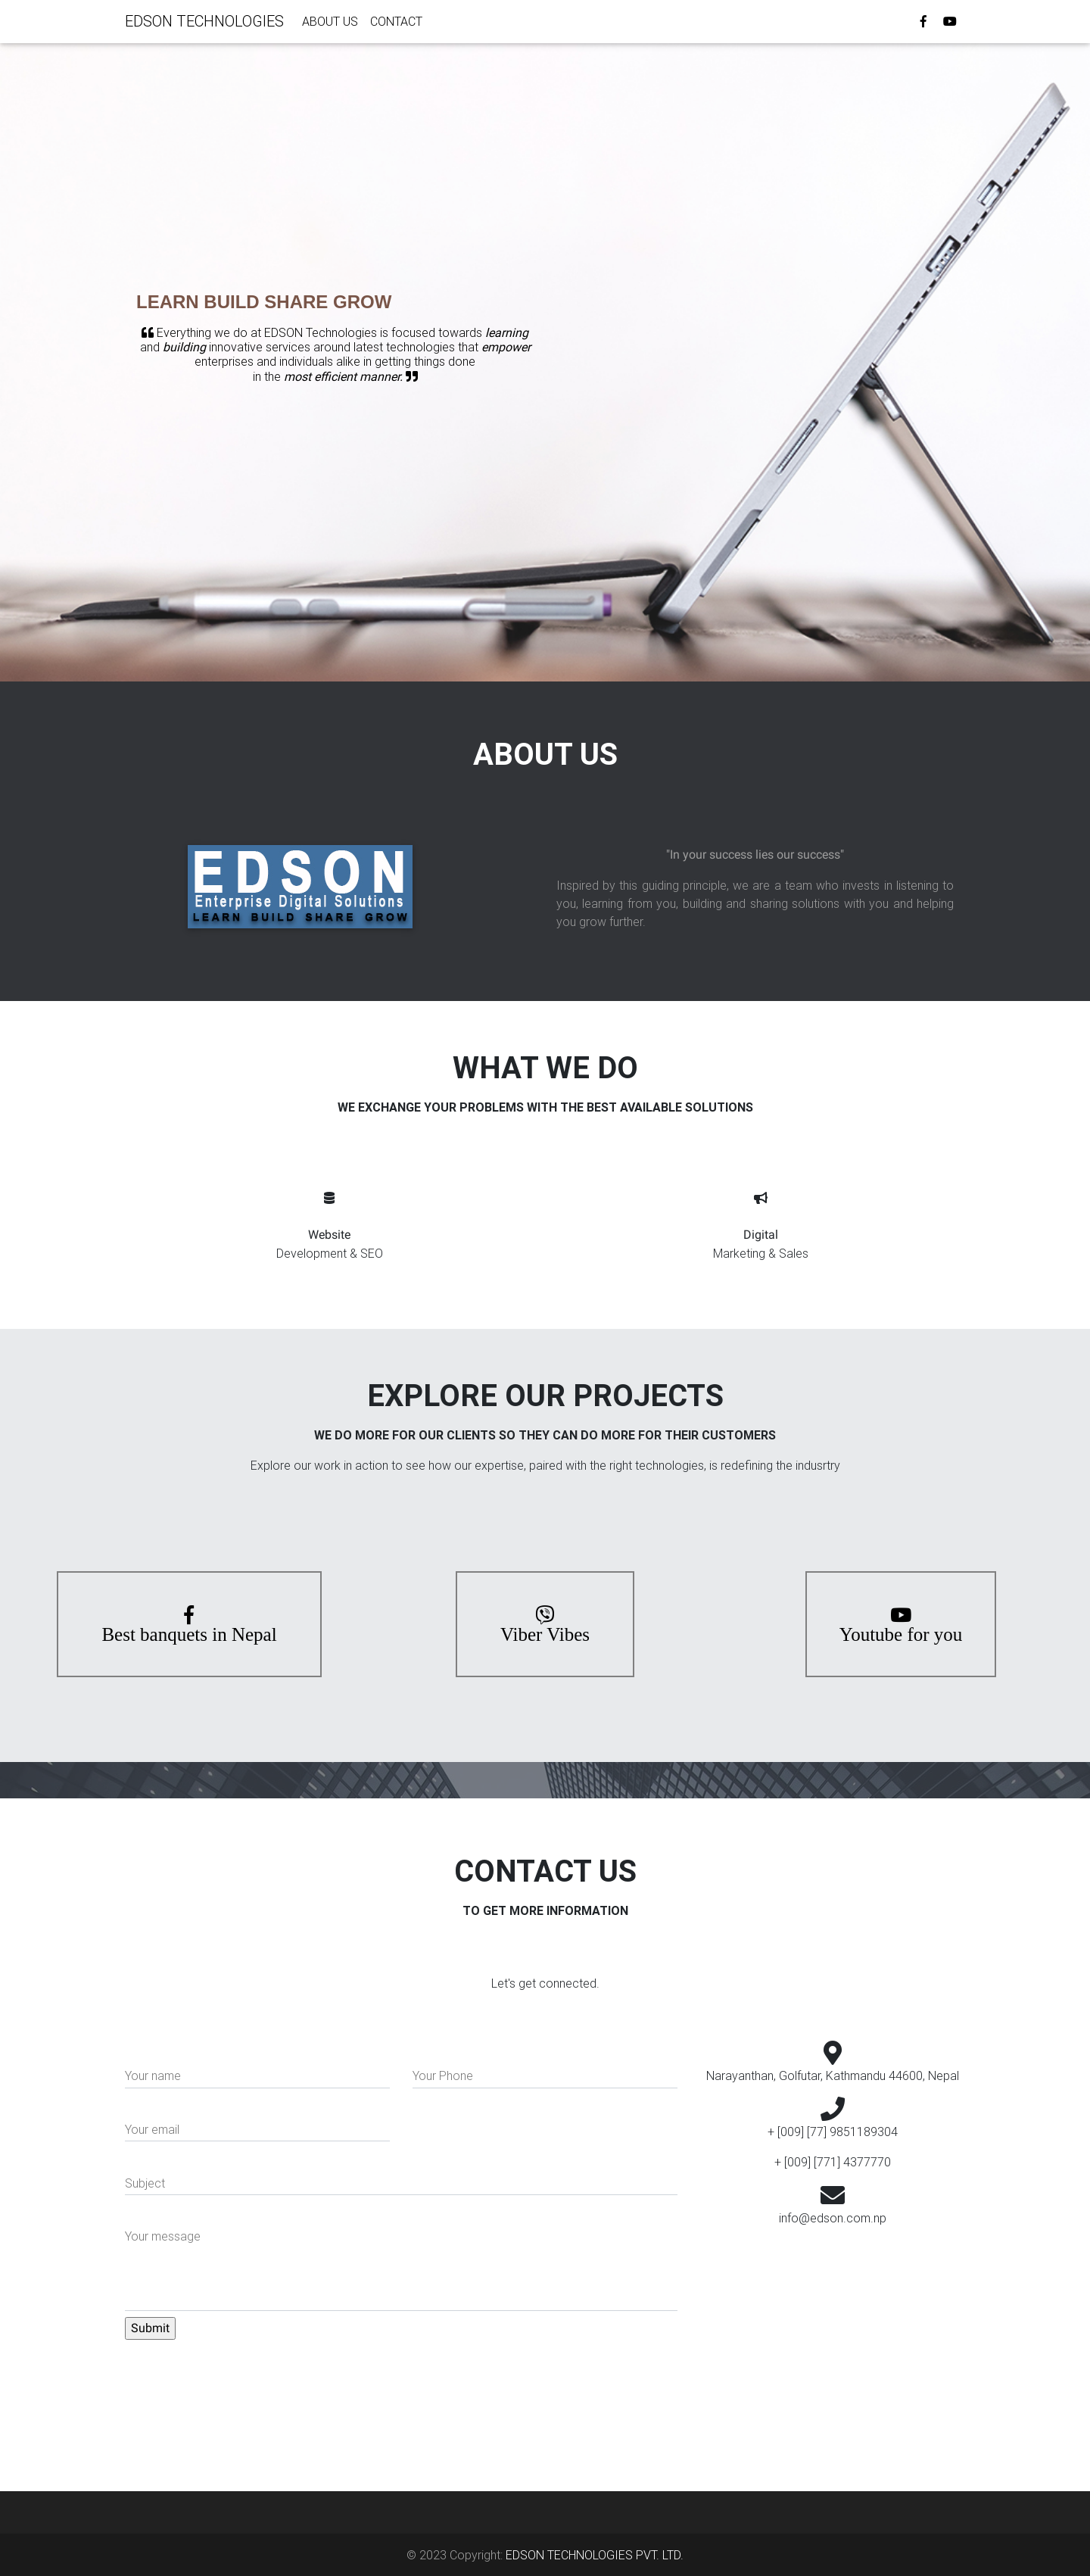 EDSON TECHNOLOGIES ABOUT US CONTACT
LEARN BUILD SHARE GROW
❝ Everything we do at EDSON Technologies is focused towards learning
and building innovative services around latest technologies that empower
enterprises and individuals alike in getting things done
in the most efficient manner. ❞
ABOUT US
EDSON
Enterprise Digital Solutions
LEARN BUILD SHARE GROW
"In your success lies our success"
Inspired by this guiding principle, we are a team who invests in listening to
you, learning from you, building and sharing solutions with you and helping
you grow further.
WHAT WE DO
WE EXCHANGE YOUR PROBLEMS WITH THE BEST AVAILABLE SOLUTIONS
Website
Development & SEO
Digital
Marketing & Sales
EXPLORE OUR PROJECTS
WE DO MORE FOR OUR CLIENTS SO THEY CAN DO MORE FOR THEIR CUSTOMERS
Explore our work in action to see how our expertise, paired with the right technologies, is redefining the indusrtry
Best banquets in Nepal
Viber Vibes
Youtube for you
CONTACT US
TO GET MORE INFORMATION
Let's get connected.
Your name
Your Phone
Your email
Subject
Your message
Submit
Narayanthan, Golfutar, Kathmandu 44600, Nepal
+ [009] [77] 9851189304
+ [009] [771] 4377770
info@edson.com.np
© 2023 Copyright: EDSON TECHNOLOGIES PVT. LTD.